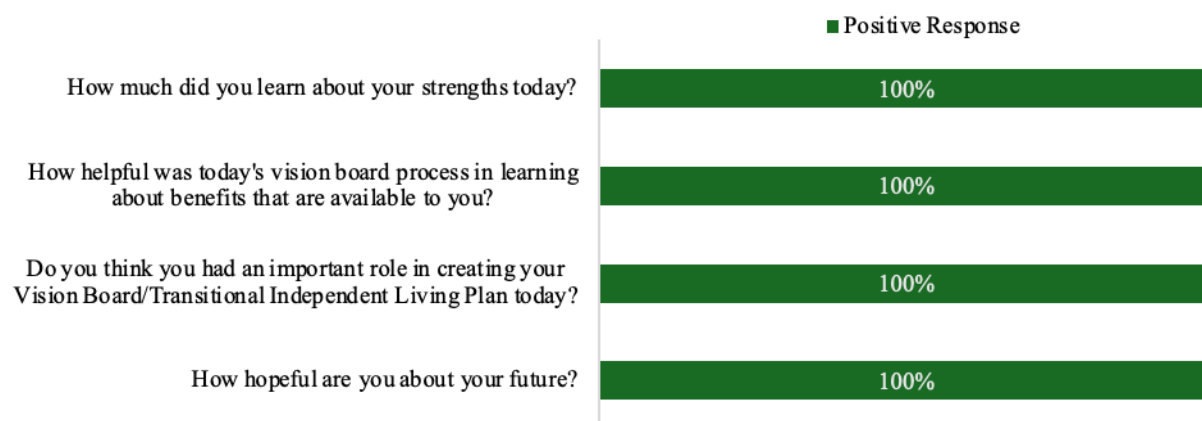 Positive Response
How much did you learn about your strengths today?
100%
How helpful was today's vision board process in learning
about benefits that are available to you?
100%
Do you think you had an important role in creating your
Vision Board/Transitional Independent Living Plan today?
100%
How hopeful are you about your future?
100%